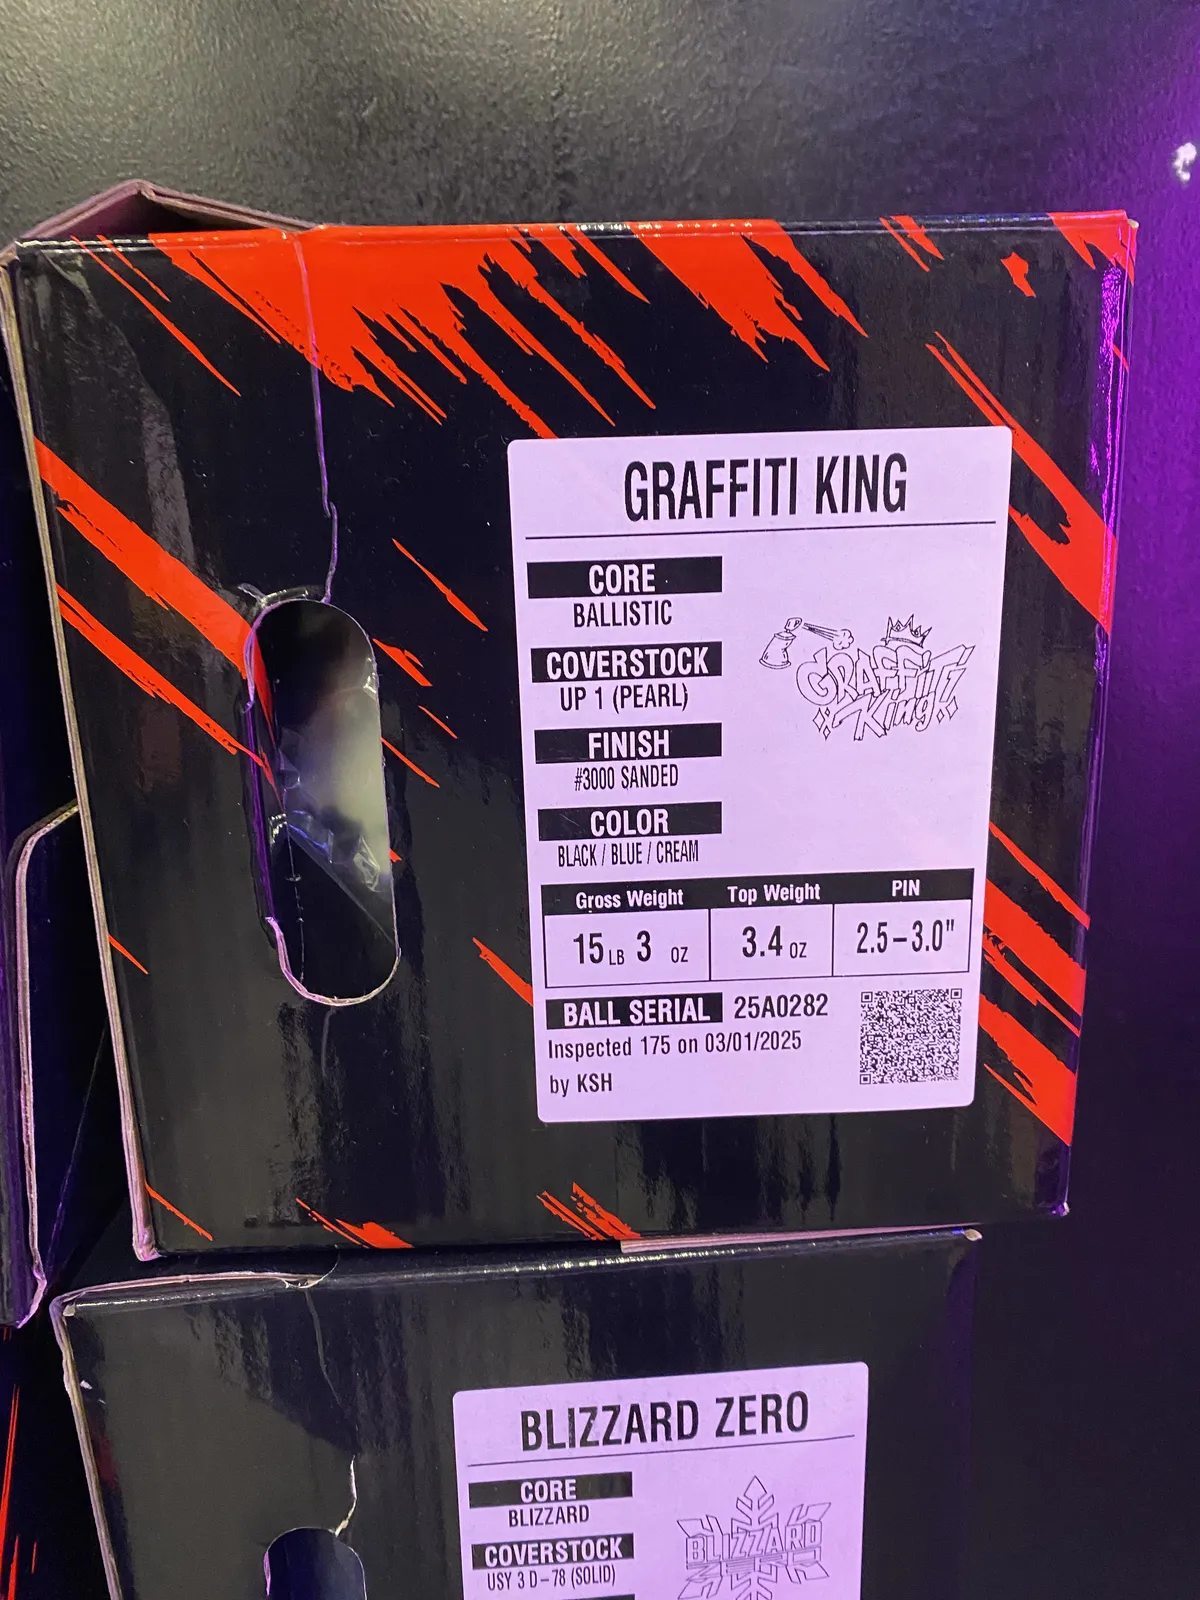 GRAFFITI KING
CORE
BALLISTIC
COVERSTOCK
UP 1 (PEARL)
FINISH
#3000 SANDED
COLOR
BLACK / BLUE / CREAM
GRAFFITI
King
Gross Weight Top Weight PIN
15 LB 3 OZ 3.4 OZ 2.5-3.0"
BALL SERIAL 25A0282
Inspected 175 on 03/01/2025
by KSH
BLIZZARD ZERO
CORE
BLIZZARD
COVERSTOCK
USY 3 D-78 (SOLID)
BLIZZARD
ZERO